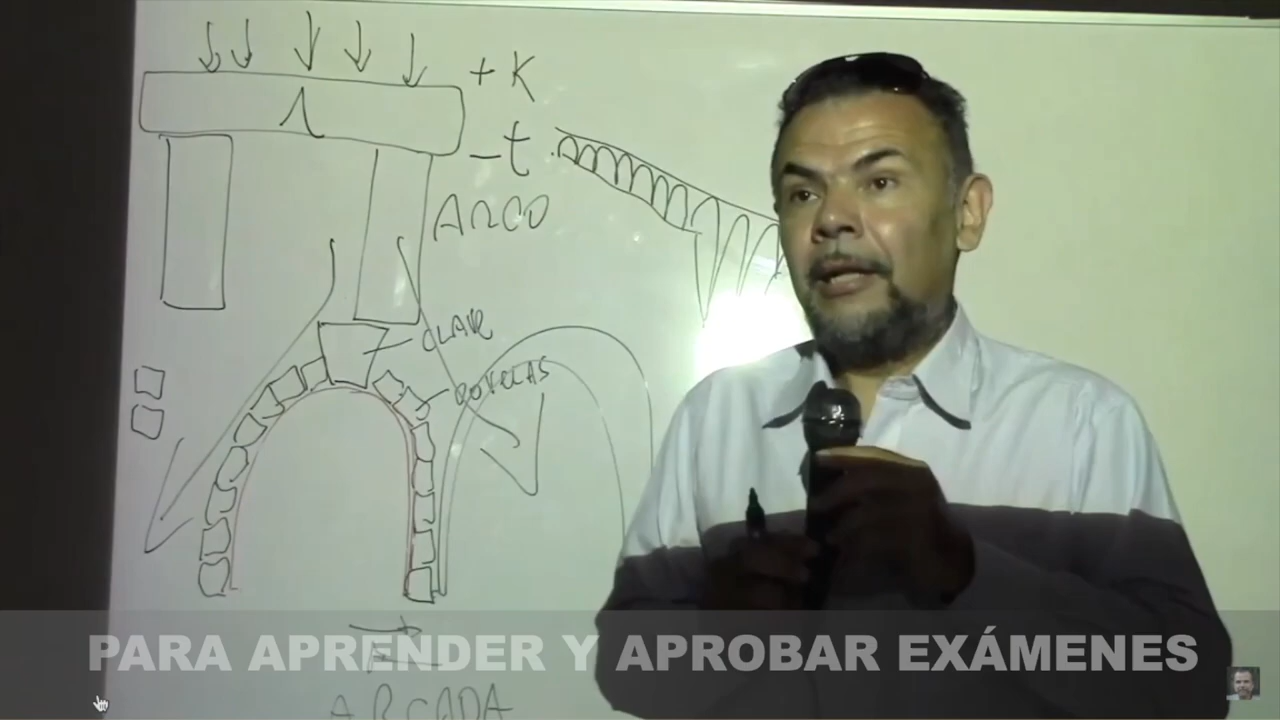 + K
- t
ARCO
CLAVE
DOVELAS
PARA APRENDER Y APROBAR EXÁMENES
ARCADA